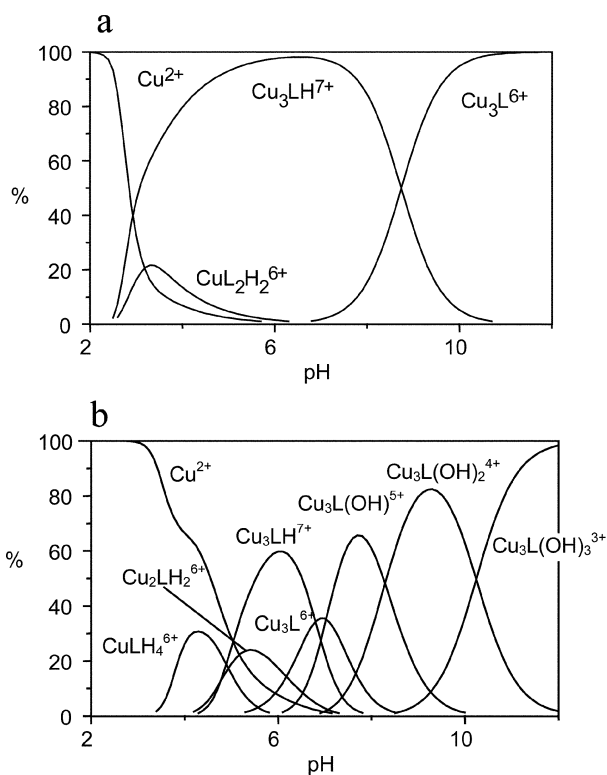 a
100
80
60
40
20
0
%
Cu2+
Cu3LH7+
Cu3L6+
CuL2H26+
2 6 10
pH
b
100
80
60
40
20
0
%
Cu2+
Cu3L(OH)24+
Cu3L(OH)5+
Cu3LH7+
Cu3L(OH)33+
Cu2LH26+
Cu3L6+
CuLH46+
2 6 10
pH